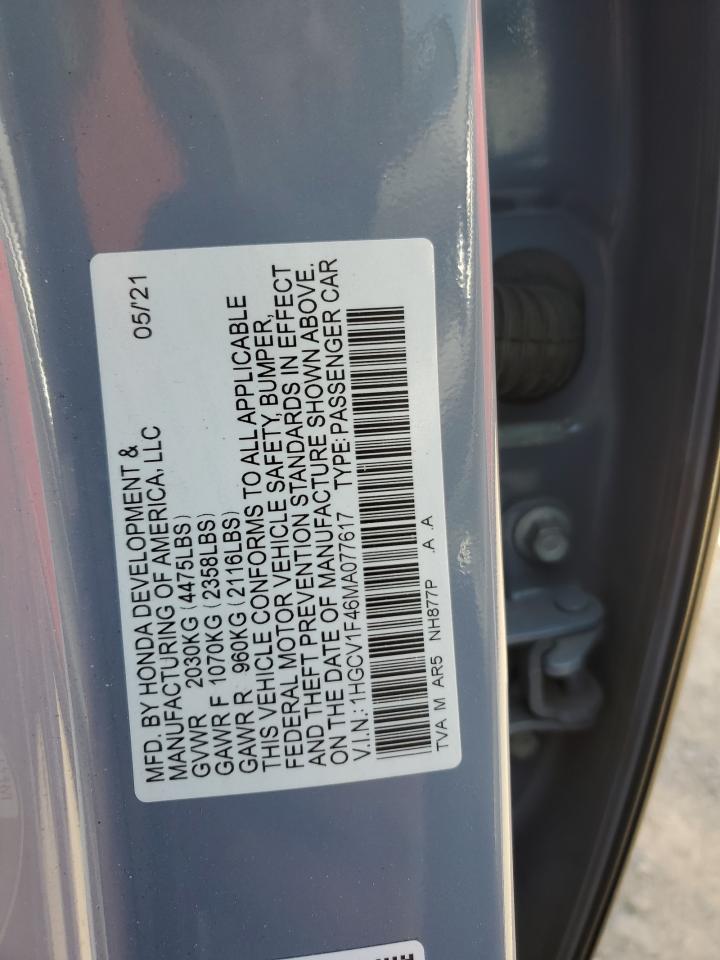 MFD. BY HONDA DEVELOPMENT & 05/21
MANUFACTURING OF AMERICA, LLC
GVWR 2030KG (4475LBS)
GAWR F 1070KG (2358LBS)
GAWR R 960KG (2116LBS)
THIS VEHICLE CONFORMS TO ALL APPLICABLE
FEDERAL MOTOR VEHICLE SAFETY, BUMPER,
AND THEFT PREVENTION STANDARDS IN EFFECT
ON THE DATE OF MANUFACTURE SHOWN ABOVE.
V.I.N.: 1HGCV1F46MA077617 TYPE: PASSENGER CAR
TVA M AR5 NH877P .A .A